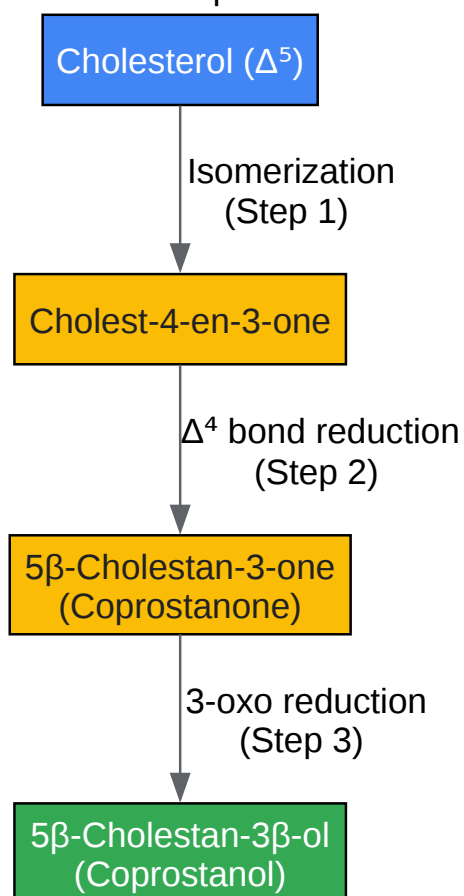 Cholesterol (Δ⁵)
Isomerization
(Step 1)
Cholest-4-en-3-one
Δ⁴ bond reduction
(Step 2)
5β-Cholestan-3-one
(Coprostanone)
3-oxo reduction
(Step 3)
5β-Cholestan-3β-ol
(Coprostanol)